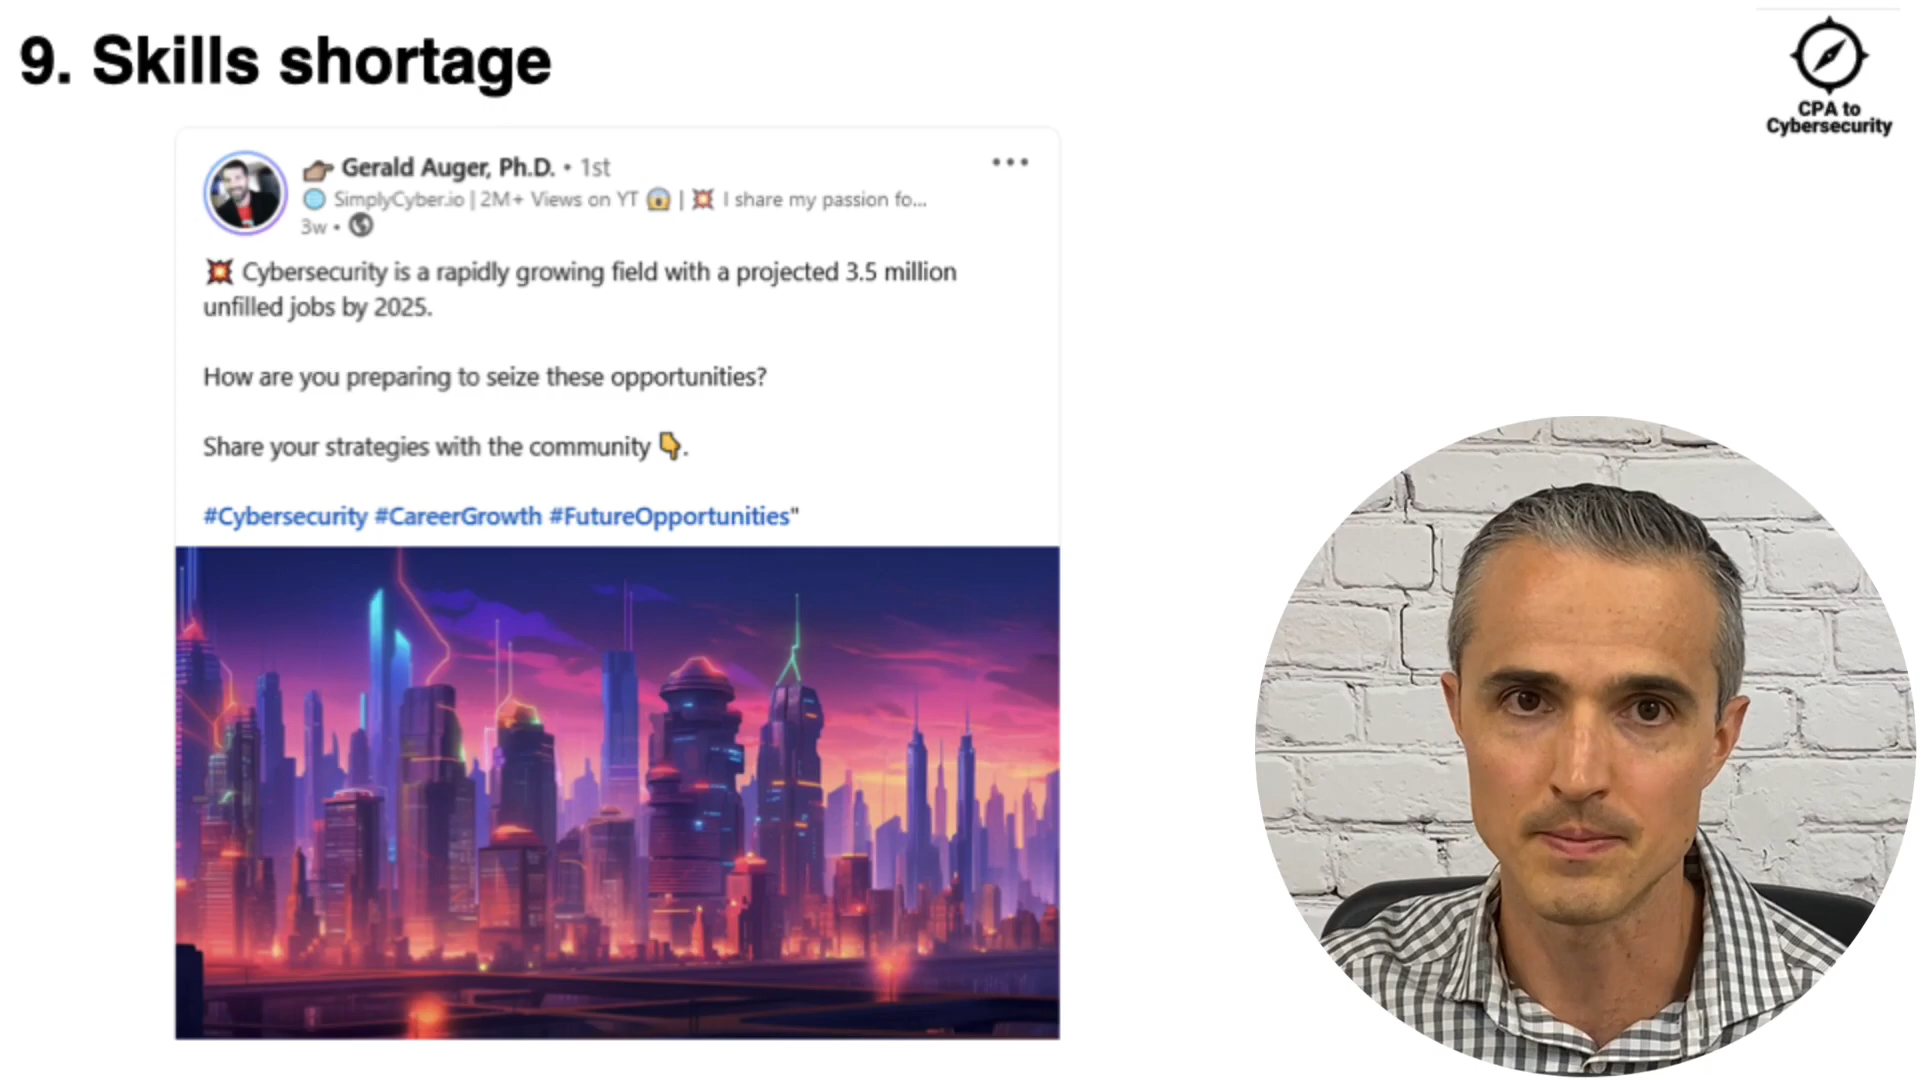 9. Skills shortage
CPA to
Cybersecurity
👉 Gerald Auger, Ph.D. • 1st
🌐 SimplyCyber.io | 2M+ Views on YT 😱 | 💥 I share my passion fo...
3w •
💥 Cybersecurity is a rapidly growing field with a projected 3.5 million
unfilled jobs by 2025.
How are you preparing to seize these opportunities?
Share your strategies with the community 👇.
#Cybersecurity #CareerGrowth #FutureOpportunities"